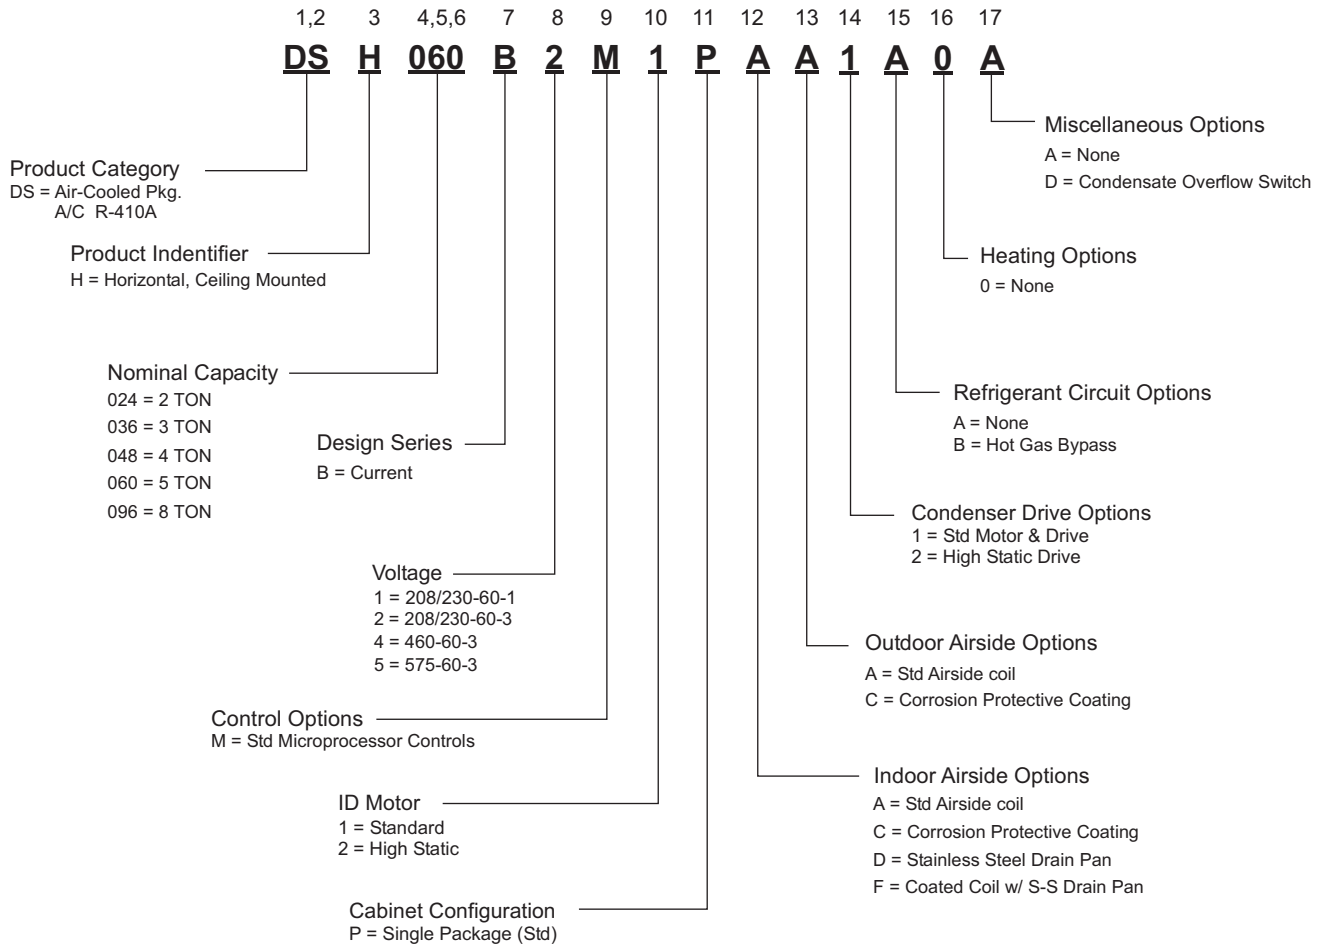 1,2 3 4,5,6 7 8 9 10 11 12 13 14 15 16 17
DS H 060 B 2 M 1 P A A 1 A 0 A
Product Category
DS = Air-Cooled Pkg.
A/C R-410A
Product Indentifier
H = Horizontal, Ceiling Mounted
Nominal Capacity
024 = 2 TON
036 = 3 TON
048 = 4 TON
060 = 5 TON
096 = 8 TON
Design Series
B = Current
Voltage
1 = 208/230-60-1
2 = 208/230-60-3
4 = 460-60-3
5 = 575-60-3
Control Options
M = Std Microprocessor Controls
ID Motor
1 = Standard
2 = High Static
Cabinet Configuration
P = Single Package (Std)
Miscellaneous Options
A = None
D = Condensate Overflow Switch
Heating Options
0 = None
Refrigerant Circuit Options
A = None
B = Hot Gas Bypass
Condenser Drive Options
1 = Std Motor & Drive
2 = High Static Drive
Outdoor Airside Options
A = Std Airside coil
C = Corrosion Protective Coating
Indoor Airside Options
A = Std Airside coil
C = Corrosion Protective Coating
D = Stainless Steel Drain Pan
F = Coated Coil w/ S-S Drain Pan